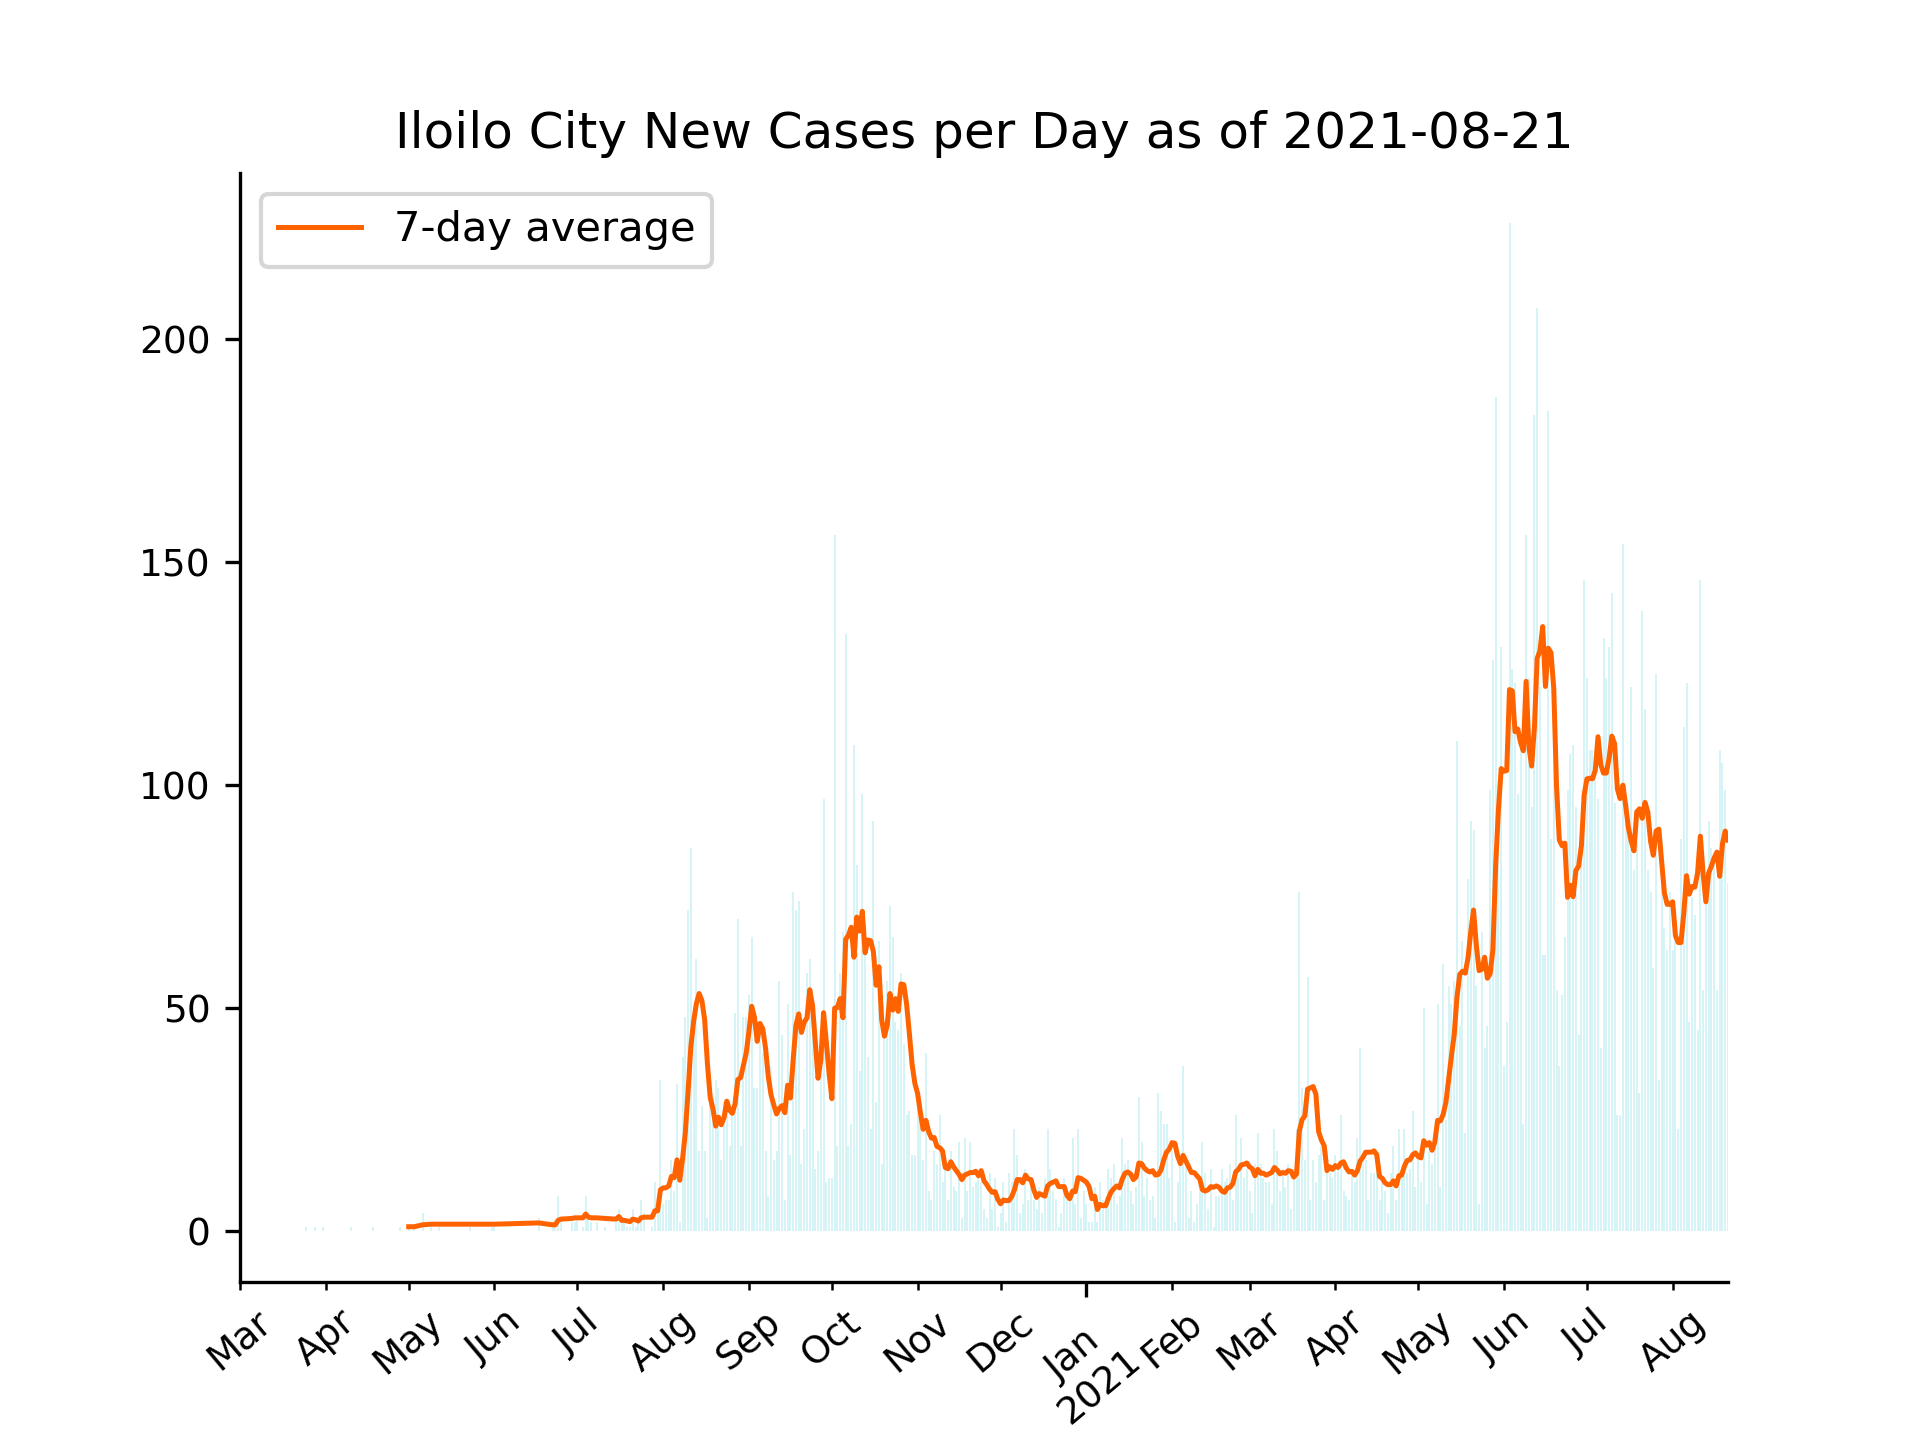 Iloilo City New Cases per Day as of 2021-08-21
7-day average
200
150
100
50
0
Mar Apr May Jun Jul Aug Sep Oct Nov Dec Jan Feb Mar Apr May Jun Jul Aug
2021